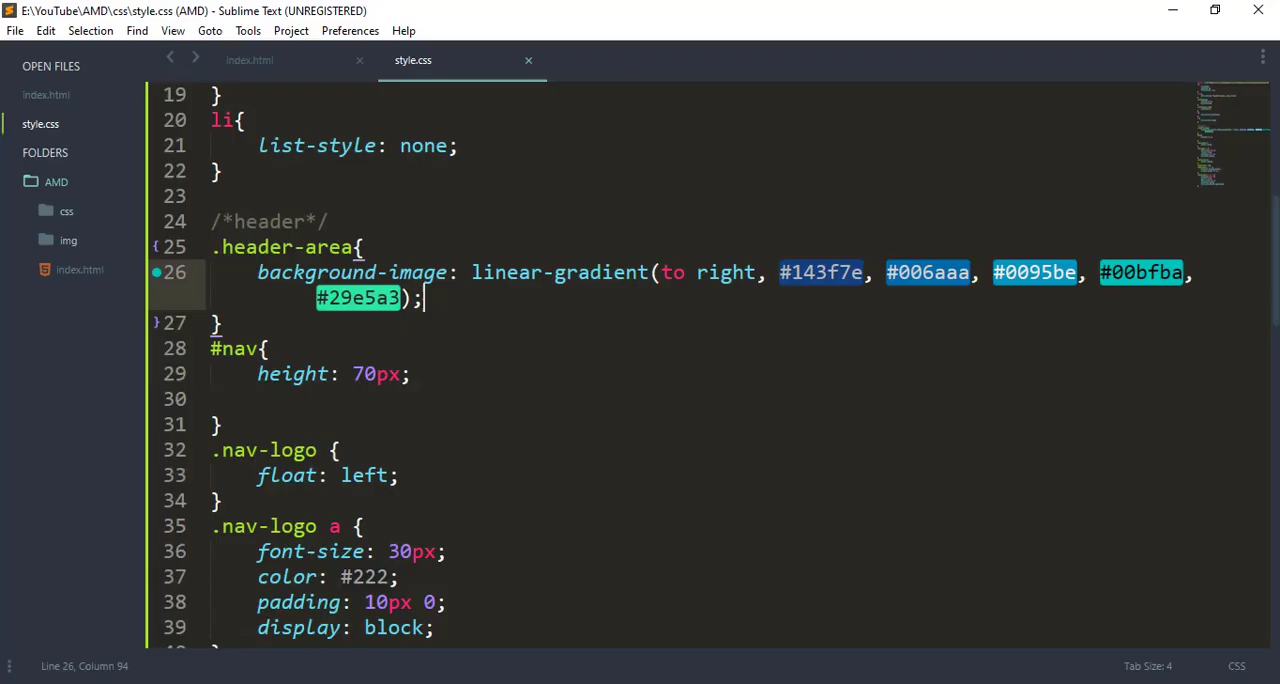 E:\YouTube\AMD\css\style.css (AMD) - Sublime Text (UNREGISTERED)
File Edit Selection Find View Goto Tools Project Preferences Help
OPEN FILES
index.html
style.css
FOLDERS
AMD
css
img
index.html
index.html
style.css
19 }
20 li{
21 list-style: none;
22 }
23
24 /*header*/
25 .header-area{
26 background-image: linear-gradient(to right, #143f7e, #006aaa, #0095be, #00bfba,
#29e5a3);
27 }
28 #nav{
29 height: 70px;
30
31 }
32 .nav-logo {
33 float: left;
34 }
35 .nav-logo a {
36 font-size: 30px;
37 color: #222;
38 padding: 10px 0;
39 display: block;
Line 26, Column 94
Tab Size: 4
CSS